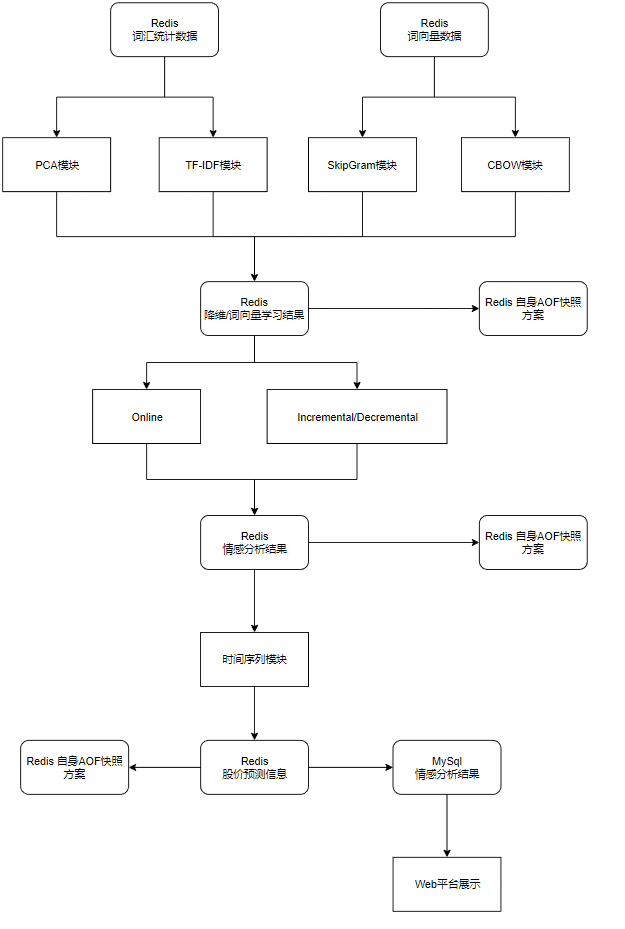 Redis
词汇统计数据
Redis
词向量数据
PCA模块
TF-IDF模块
SkipGram模块
CBOW模块
Redis
降维/词向量学习结果
Redis 自身AOF快照
方案
Online
Incremental/Decremental
Redis
情感分析结果
Redis 自身AOF快照
方案
时间序列模块
Redis 自身AOF快照
方案
Redis
股价预测信息
MySql
情感分析结果
Web平台展示